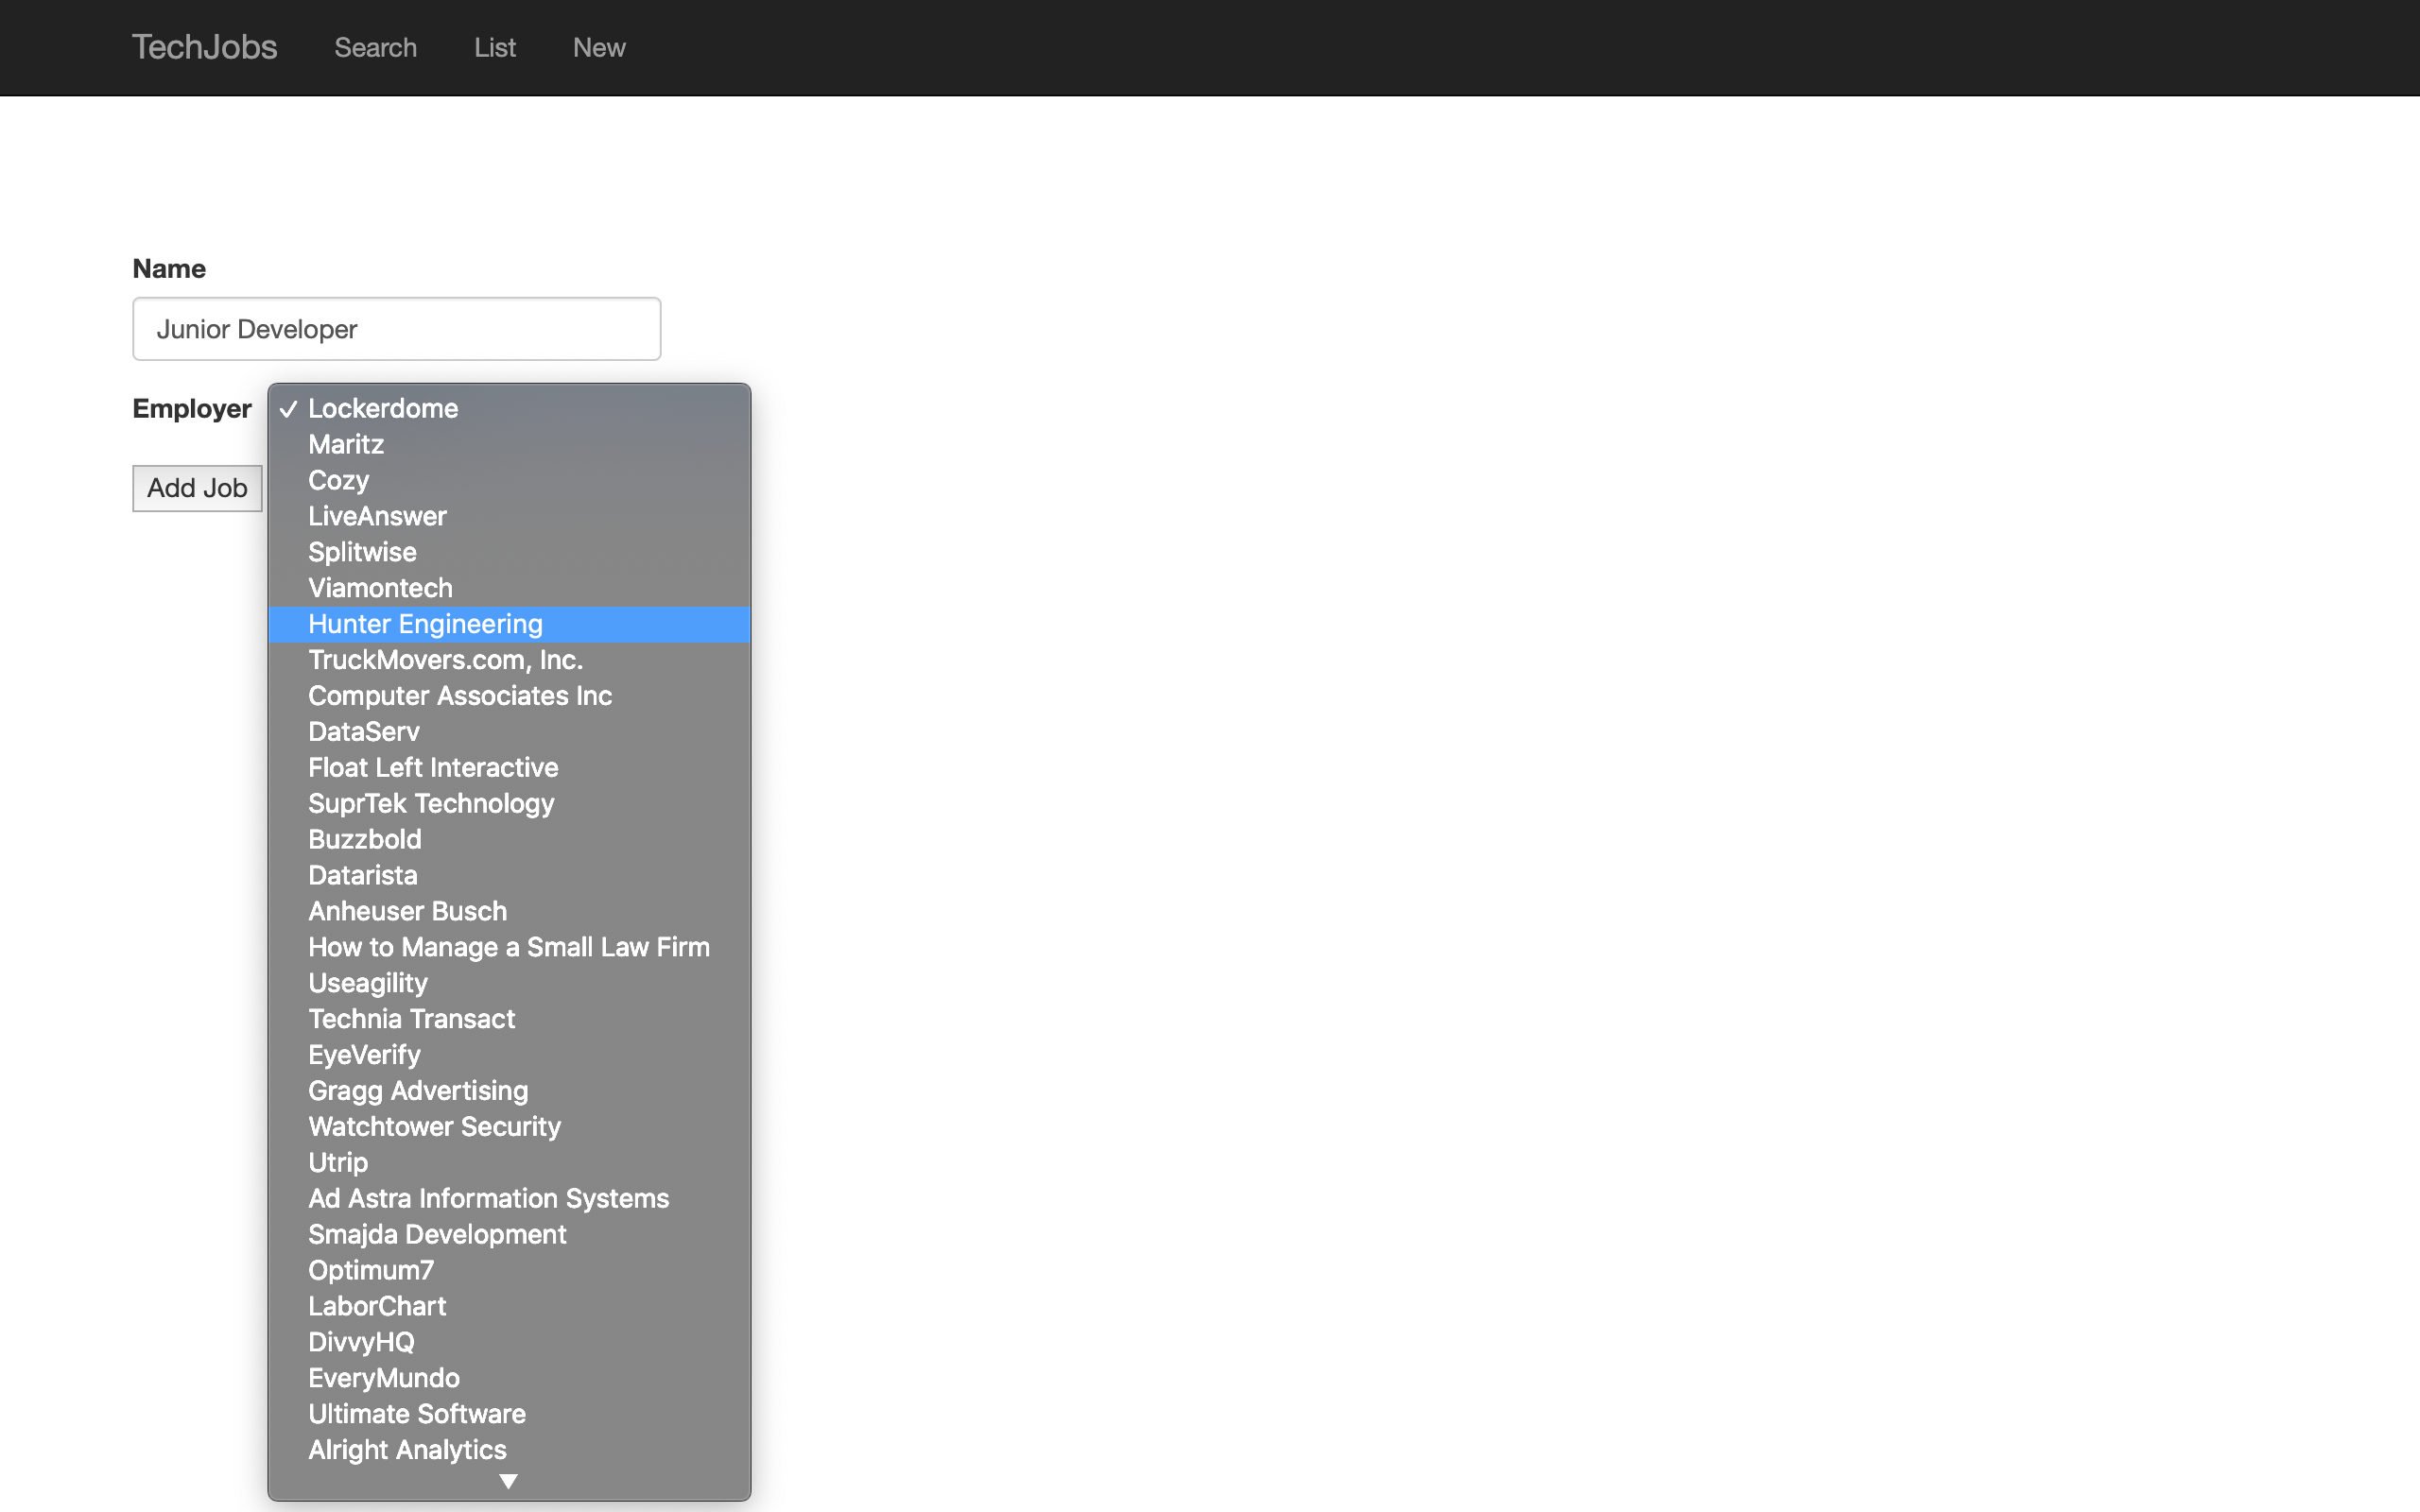 TechJobs Search List New
Name
Junior Developer
Employer ✓ Lockerdome
Maritz
Add Job
Cozy
LiveAnswer
Splitwise
Viamontech
Hunter Engineering
TruckMovers.com, Inc.
Computer Associates Inc
DataServ
Float Left Interactive
SuprTek Technology
Buzzbold
Datarista
Anheuser Busch
How to Manage a Small Law Firm
Useagility
Technia Transact
EyeVerify
Gragg Advertising
Watchtower Security
Utrip
Ad Astra Information Systems
Smajda Development
Optimum7
LaborChart
DivvyHQ
EveryMundo
Ultimate Software
Alright Analytics